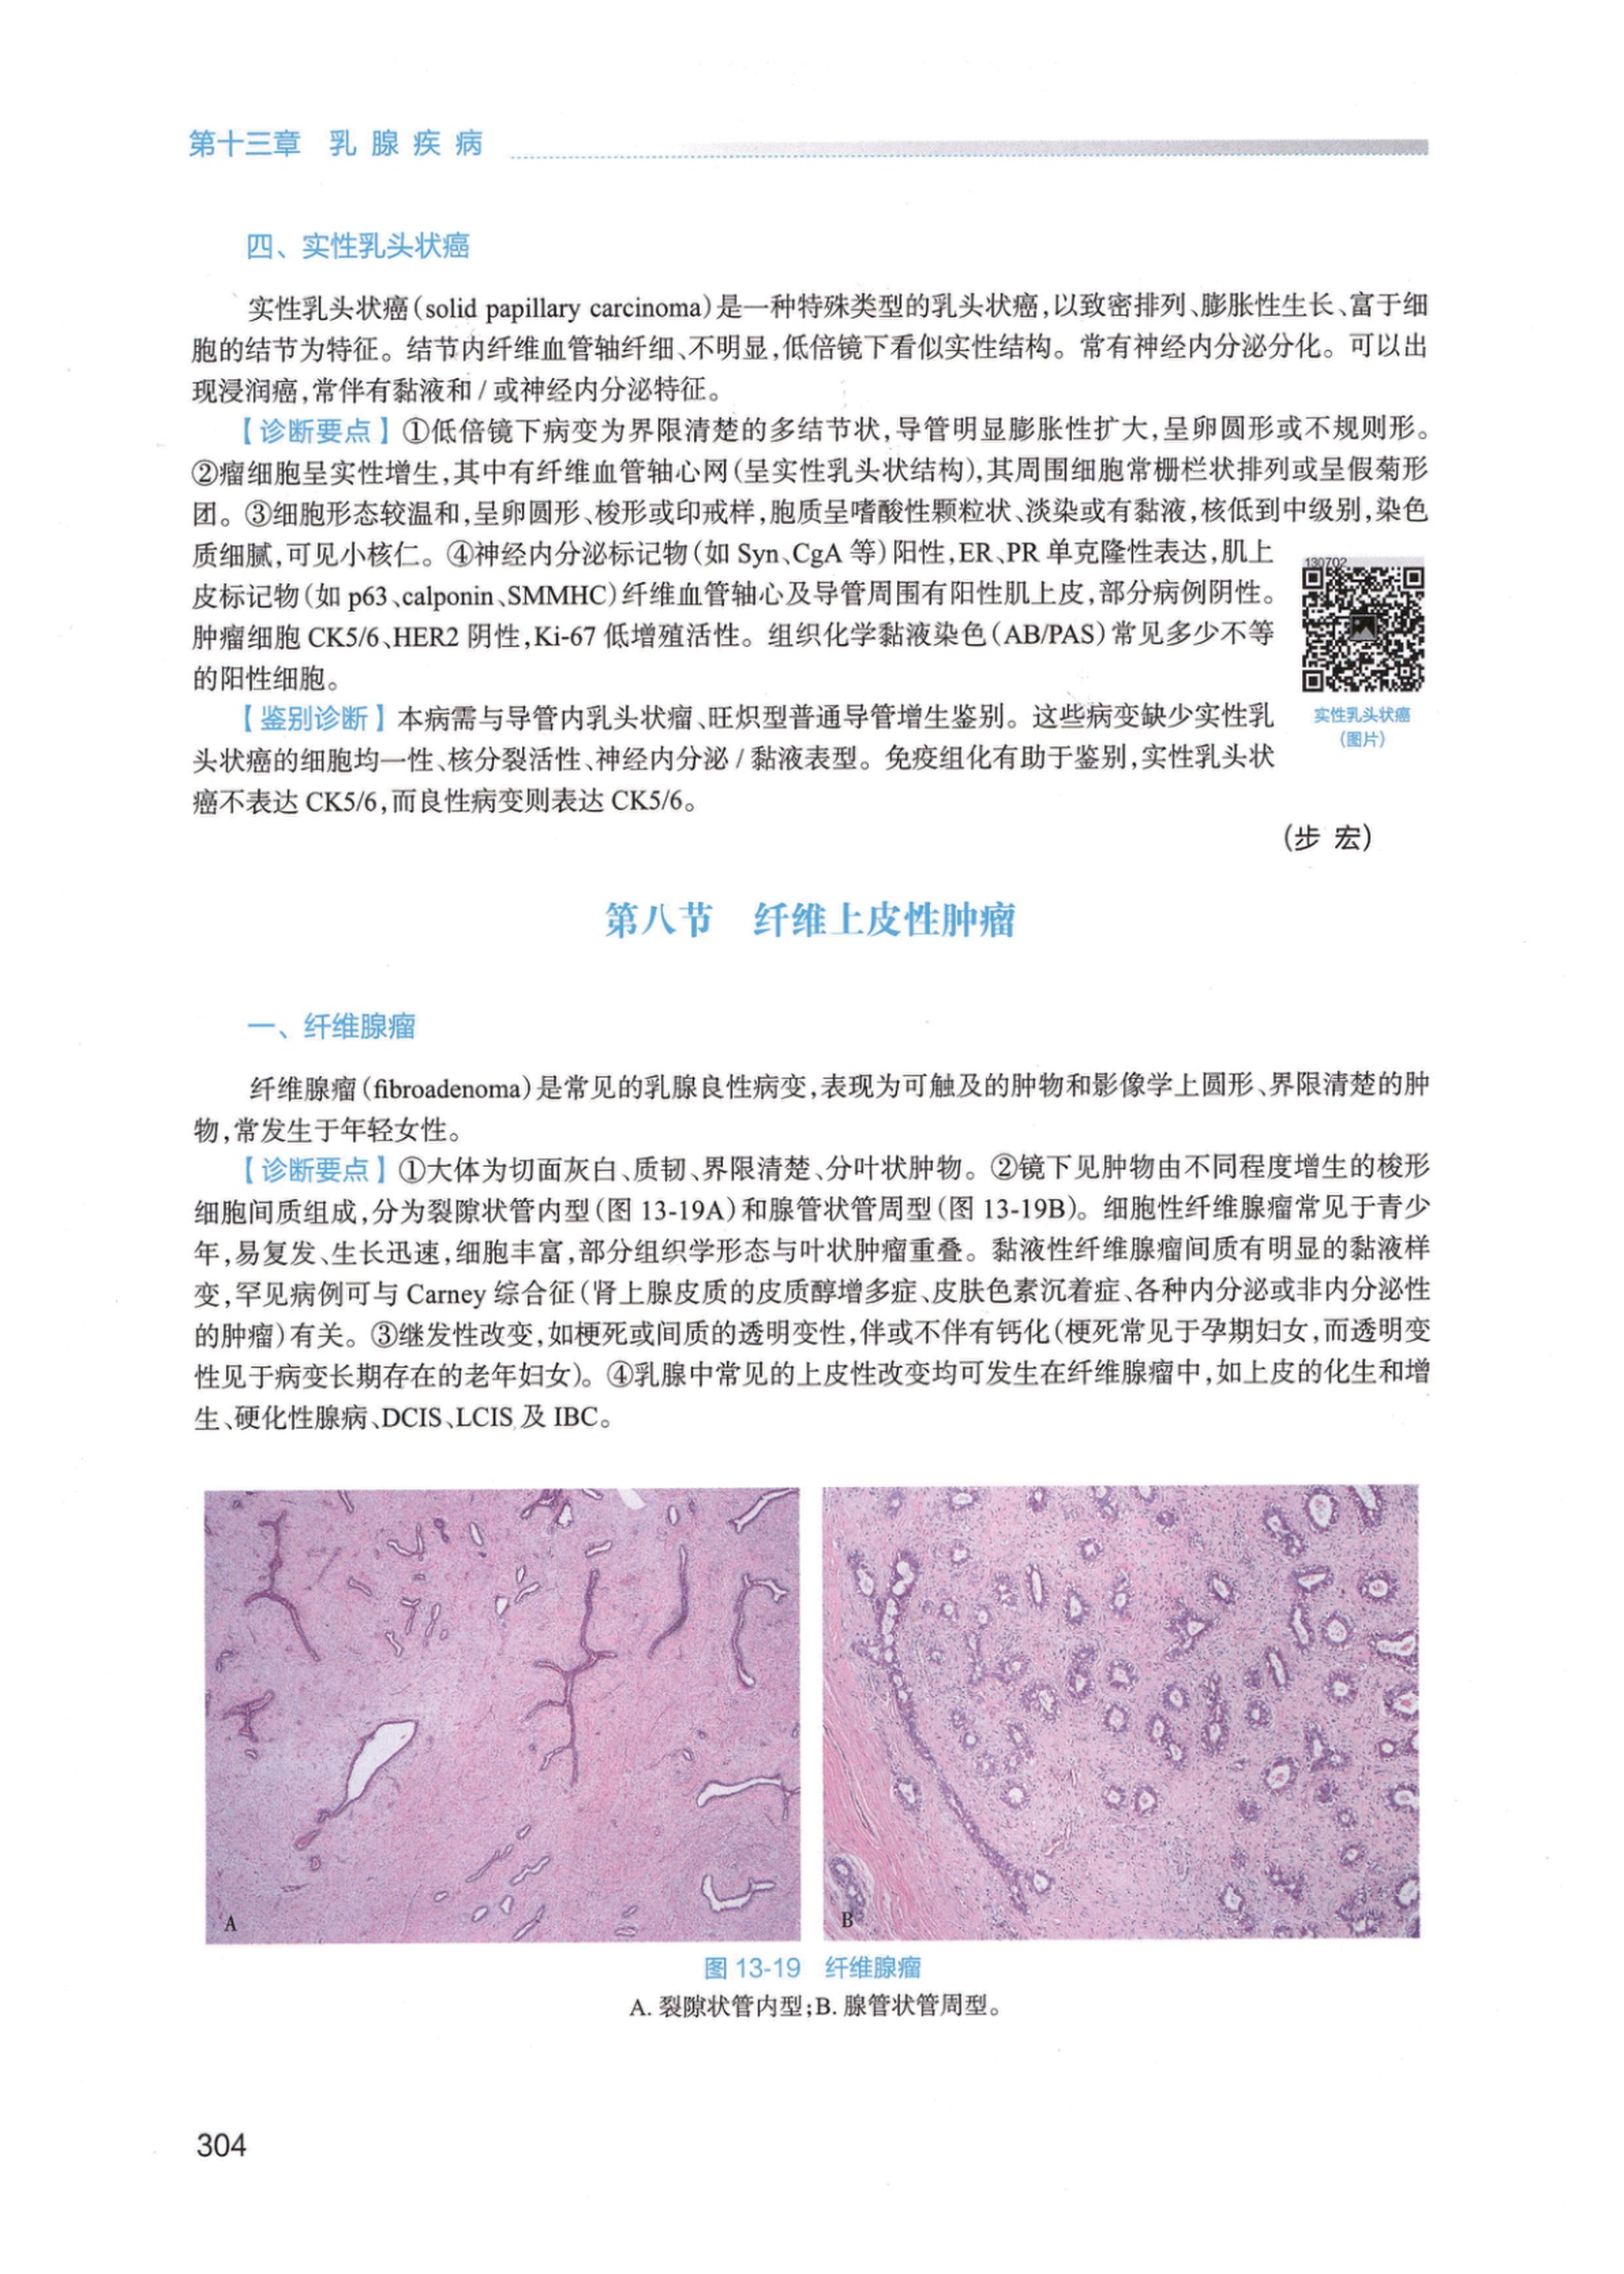 第十三章 乳腺疾病
四、实性乳头状癌
实性乳头状癌(solid papillary carcinoma)是一种特殊类型的乳头状癌,以致密排列、膨胀性生长、富于细
胞的结节为特征。结节内纤维血管轴纤细、不明显,低倍镜下看似实性结构。常有神经内分泌分化。可以出
现浸润癌,常伴有黏液和/或神经内分泌特征。
【诊断要点】①低倍镜下病变为界限清楚的多结节状,导管明显膨胀性扩大,呈卵圆形或不规则形。
②瘤细胞呈实性增生,其中有纤维血管轴心网(呈实性乳头状结构),其周围细胞常栅栏状排列或呈假菊形
团。③细胞形态较温和,呈卵圆形、梭形或印戒样,胞质呈嗜酸性颗粒状、淡染或有黏液,核低到中级别,染色
质细腻,可见小核仁。④神经内分泌标记物(如 Syn、CgA 等)阳性,ER、PR 单克隆性表达,肌上
皮标记物(如 p63、calponin、SMMHC)纤维血管轴心及导管周围有阳性肌上皮,部分病例阴性。
肿瘤细胞 CK5/6、HER2 阴性,Ki-67 低增殖活性。组织化学黏液染色(AB/PAS)常见多少不等
的阳性细胞。
130702
实性乳头状癌
(图片)
【鉴别诊断】本病需与导管内乳头状瘤、旺炽型普通导管增生鉴别。这些病变缺少实性乳
头状癌的细胞均一性、核分裂活性、神经内分泌/黏液表型。免疫组化有助于鉴别,实性乳头状
癌不表达 CK5/6,而良性病变则表达 CK5/6。
(步 宏)
第八节 纤维上皮性肿瘤
一、纤维腺瘤
纤维腺瘤(fibroadenoma)是常见的乳腺良性病变,表现为可触及的肿物和影像学上圆形、界限清楚的肿
物,常发生于年轻女性。
【诊断要点】①大体为切面灰白、质韧、界限清楚、分叶状肿物。②镜下见肿物由不同程度增生的梭形
细胞间质组成,分为裂隙状管内型(图 13-19A)和腺管状管周型(图 13-19B)。细胞性纤维腺瘤常见于青少
年,易复发、生长迅速,细胞丰富,部分组织学形态与叶状肿瘤重叠。黏液性纤维腺瘤间质有明显的黏液样
变,罕见病例可与 Carney 综合征(肾上腺皮质的皮质醇增多症、皮肤色素沉着症、各种内分泌或非内分泌性
的肿瘤)有关。③继发性改变,如梗死或间质的透明变性,伴或不伴有钙化(梗死常见于孕期妇女,而透明变
性见于病变长期存在的老年妇女)。④乳腺中常见的上皮性改变均可发生在纤维腺瘤中,如上皮的化生和增
生、硬化性腺病、DCIS、LCIS 及 IBC。
A
B
图 13-19 纤维腺瘤
A. 裂隙状管内型;B. 腺管状管周型。
304